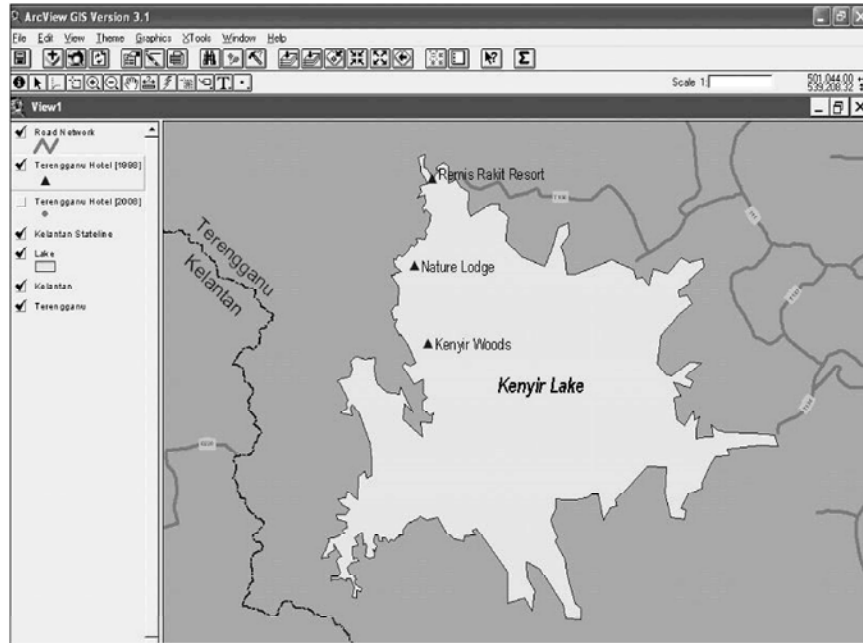 ArcView GIS Version 3.1
File Edit View Theme Graphics XTools Window Help
Scale 1:
501,044.00
539,208.32
View1
Road Network
Terengganu Hotel [1998]
Terengganu Hotel [2008]
Kelantan Stateline
Lake
Kelantan
Terengganu
Terengganu
Kelantan
Remis Rakit Resort
Nature Lodge
Kenyir Woods
Kenyir Lake